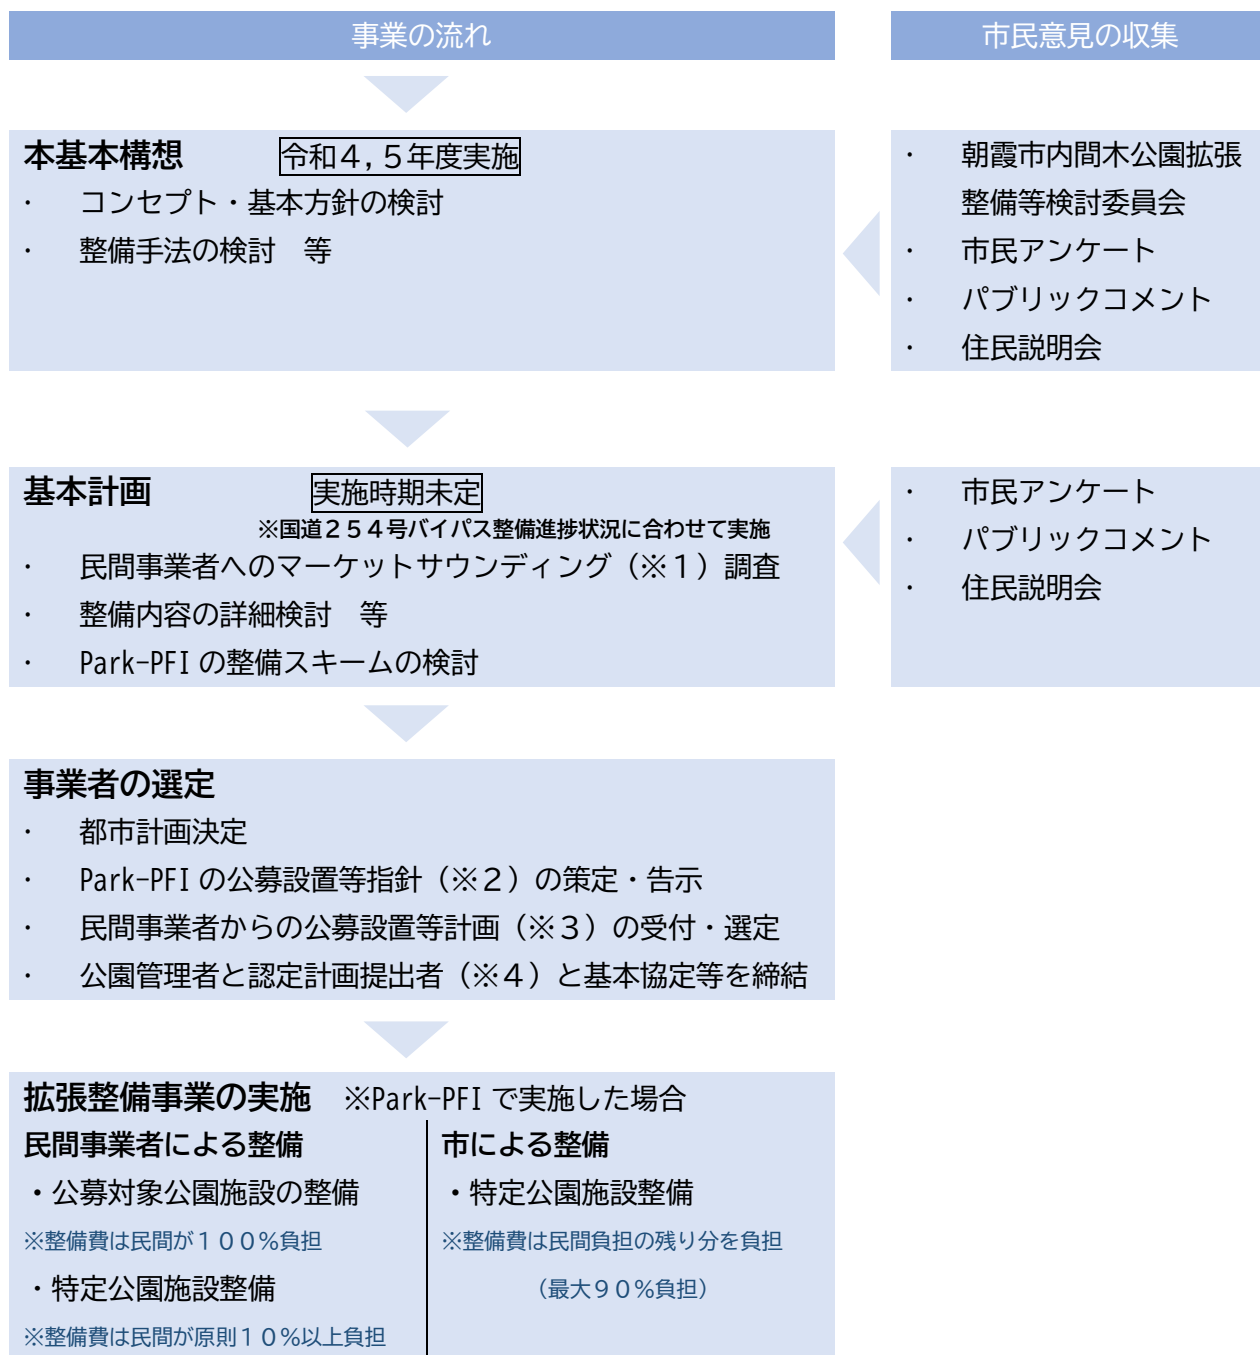 事業の流れ
市民意見の収集
本基本構想 令和４,５年度実施
・ コンセプト・基本方針の検討
・ 整備手法の検討 等
・ 朝霞市内間木公園拡張
整備等検討委員会
・ 市民アンケート
・ パブリックコメント
・ 住民説明会
基本計画 実施時期未定
※国道２５４号バイパス整備進捗状況に合わせて実施
・ 民間事業者へのマーケットサウンディング（※１）調査
・ 整備内容の詳細検討 等
・ Park-PFI の整備スキームの検討
・ 市民アンケート
・ パブリックコメント
・ 住民説明会
事業者の選定
・ 都市計画決定
・ Park-PFI の公募設置等指針（※２）の策定・告示
・ 民間事業者からの公募設置等計画（※３）の受付・選定
・ 公園管理者と認定計画提出者（※４）と基本協定等を締結
拡張整備事業の実施 ※Park-PFI で実施した場合
民間事業者による整備
・公募対象公園施設の整備
※整備費は民間が１００％負担
・特定公園施設整備
※整備費は民間が原則１０％以上負担
市による整備
・特定公園施設整備
※整備費は民間負担の残り分を負担
（最大９０％負担）